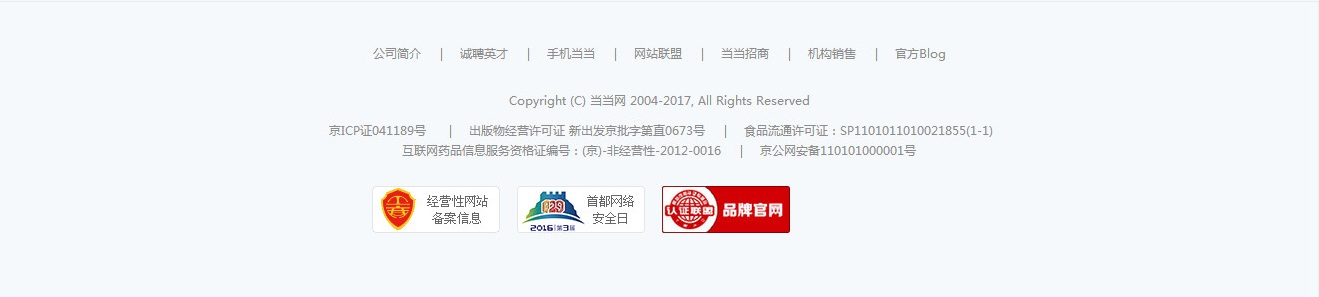 公司简介 | 诚聘英才 | 手机当当 | 网站联盟 | 当当招商 | 机构销售 | 官方Blog
Copyright (C) 当当网 2004-2017, All Rights Reserved
京ICP证041189号 | 出版物经营许可证 新出发京批字第直0673号 | 食品流通许可证：SP1101011010021855(1-1)
互联网药品信息服务资格证编号：(京)-非经营性-2012-0016 | 京公网安备110101000001号
经营性网站
备案信息
429
2016 第3届
首都网络
安全日
认证联盟
品牌官网